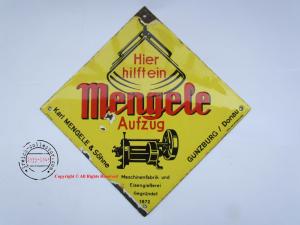 Hier
hilft ein
Mengele
Aufzug
Karl MENGELE & Söhne
GÜNZBURG / Donau
Maschinenfabrik und
Eisengießerei
Gegründet
1872
Copyright © All Rights Reserved